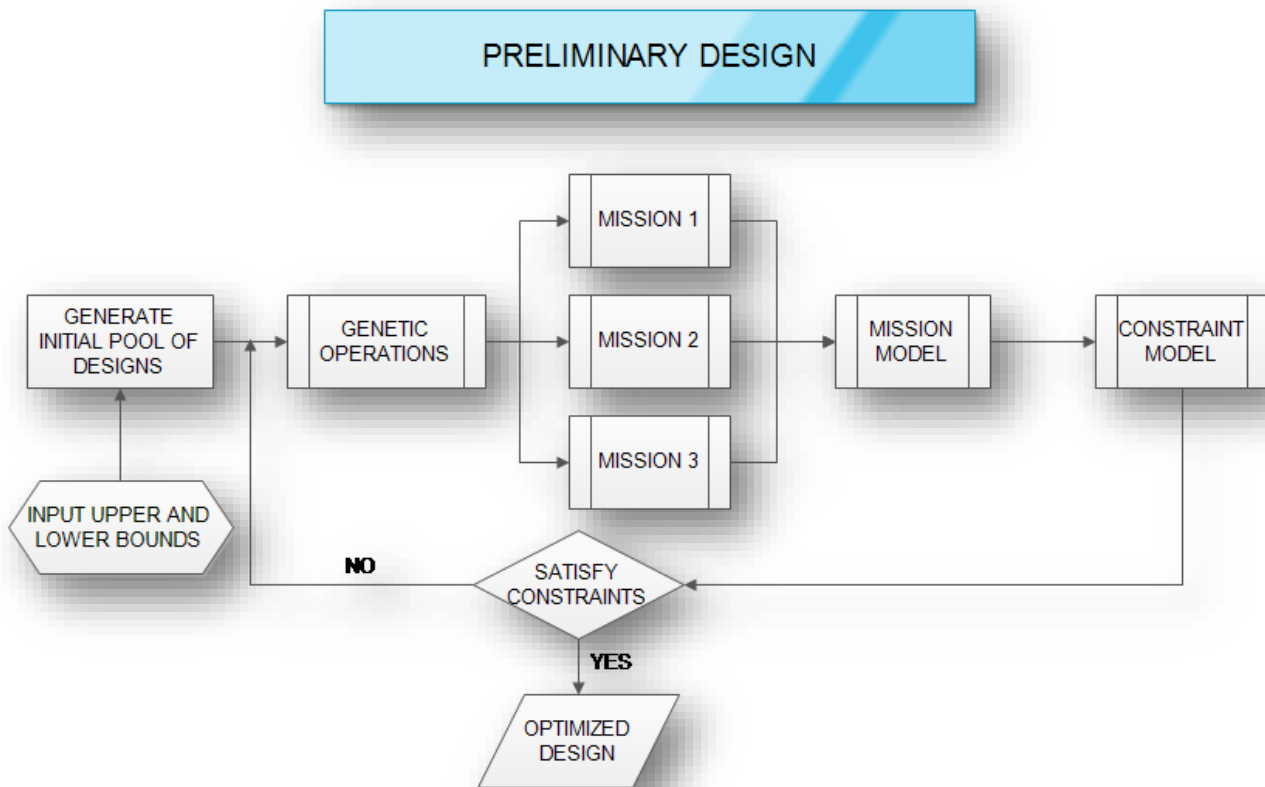 PRELIMINARY DESIGN
MISSION 1
GENERATE
INITIAL POOL OF
DESIGNS
GENETIC
OPERATIONS
MISSION 2
MISSION
MODEL
CONSTRAINT
MODEL
MISSION 3
INPUT UPPER AND
LOWER BOUNDS
NO
SATISFY
CONSTRAINTS
YES
OPTIMIZED
DESIGN